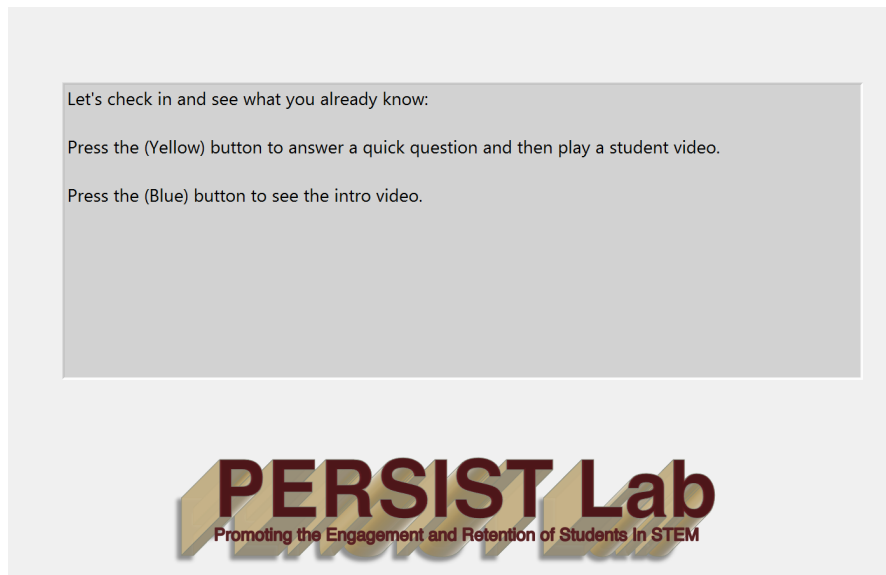 Let's check in and see what you already know:
Press the (Yellow) button to answer a quick question and then play a student video.
Press the (Blue) button to see the intro video.
PERSIST Lab
Promoting the Engagement and Retention of Students In STEM